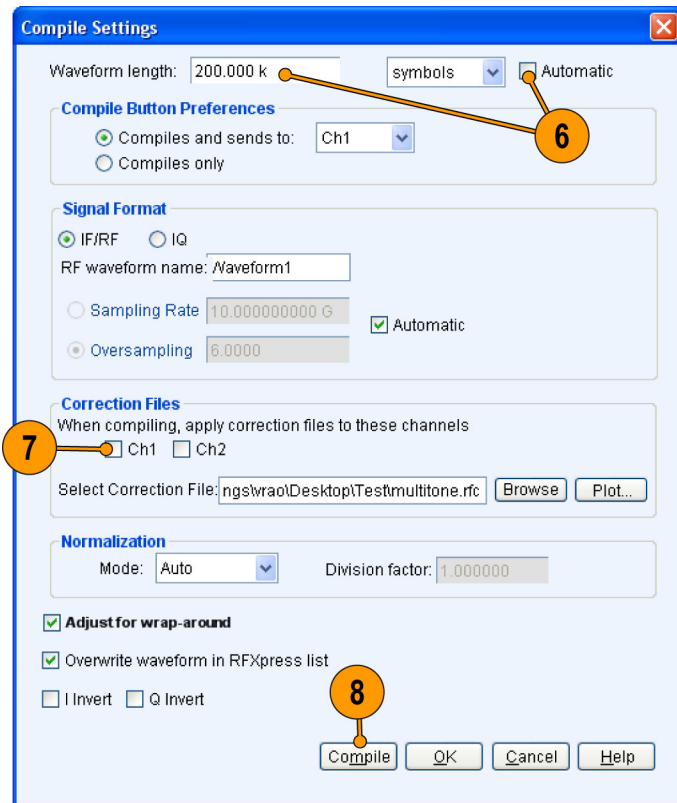 Compile Settings
Waveform length: 200.000 k symbols Automatic
6
Compile Button Preferences
Compiles and sends to: Ch1
Compiles only
Signal Format
IF/RF IQ
RF waveform name: Waveform1
Sampling Rate 10.000000000 G
Automatic
Oversampling 6.0000
Correction Files
When compiling, apply correction files to these channels
7 Ch1 Ch2
Select Correction File: ngs\wrao\Desktop\Test\multitone.rfc Browse Plot...
Normalization
Mode: Auto Division factor: 1.000000
Adjust for wrap-around
Overwrite waveform in RFXpress list
I Invert Q Invert
8
Compile OK Cancel Help